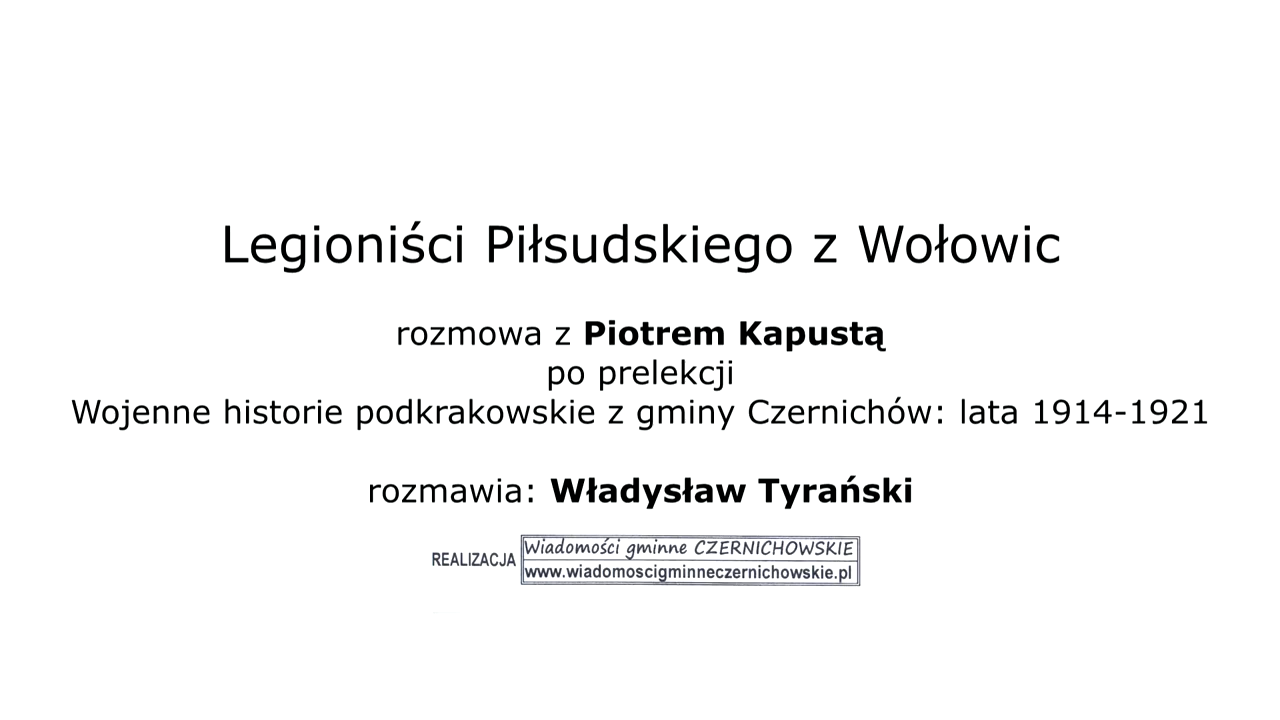 Legioniści Piłsudskiego z Wołowic
rozmowa z Piotrem Kapustą
po prelekcji
Wojenne historie podkrakowskie z gminy Czernichów: lata 1914-1921
rozmawia: Władysław Tyrański
REALIZACJA Wiadomości gminne CZERNICHOWSKIE
www.wiadomoscigminneczernichowskie.pl